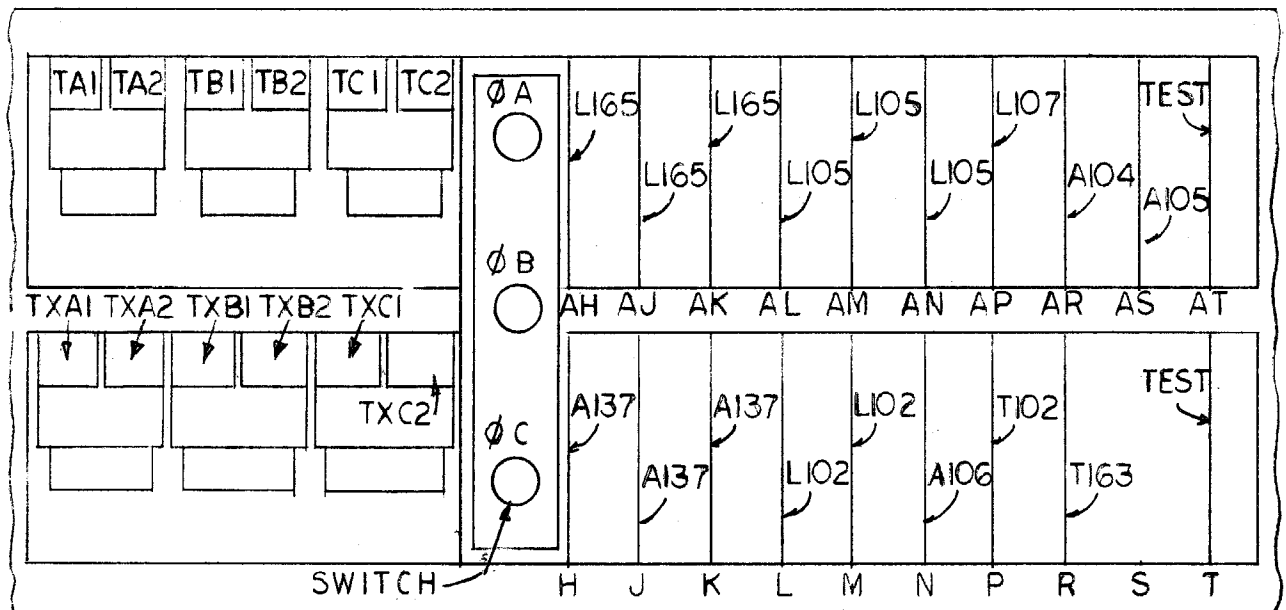 TA1 TA2 TB1 TB2 TC1 TC2
ØA
L165 L165 L105 L107 TEST
L165 L105 L105 A104 A105
ØB
TXA1 TXA2 TXB1 TXB2 TXC1
AH AJ AK AL AM AN AP AR AS AT
TXC2
ØC
A137 A137 L102 T102 TEST
A137 L102 A106 T163
SWITCH
H J K L M N P R S T